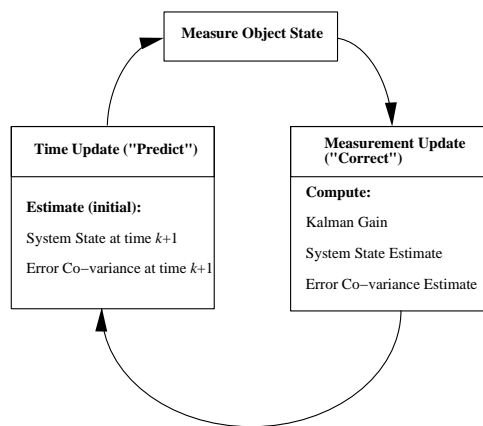 Measure Object State
Time Update ("Predict")
Estimate (initial):
System State at time k+1
Error Co−variance at time k+1
Measurement Update
("Correct")
Compute:
Kalman Gain
System State Estimate
Error Co−variance Estimate